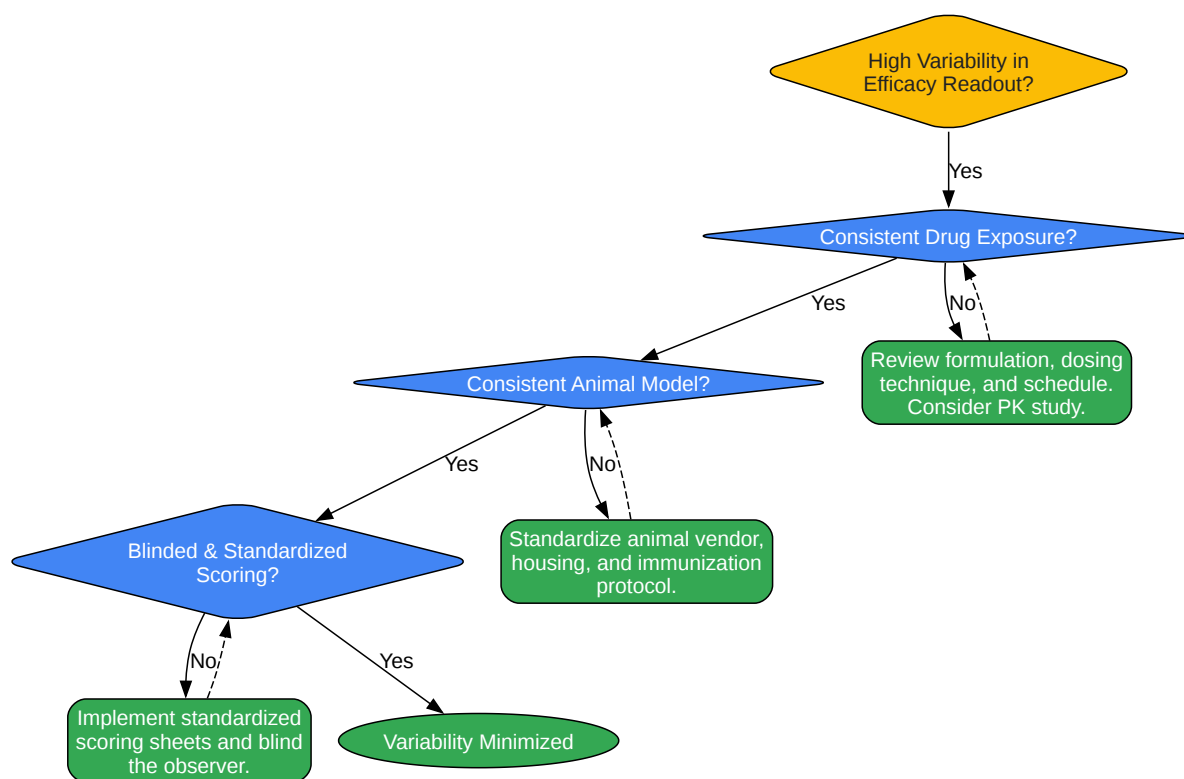 High Variability in
Efficacy Readout?
Yes
Consistent Drug Exposure?
Yes
No
Review formulation, dosing
technique, and schedule.
Consider PK study.
Consistent Animal Model?
Yes
No
Standardize animal vendor,
housing, and immunization
protocol.
Blinded & Standardized
Scoring?
No
Yes
Implement standardized
scoring sheets and blind
the observer.
Variability Minimized